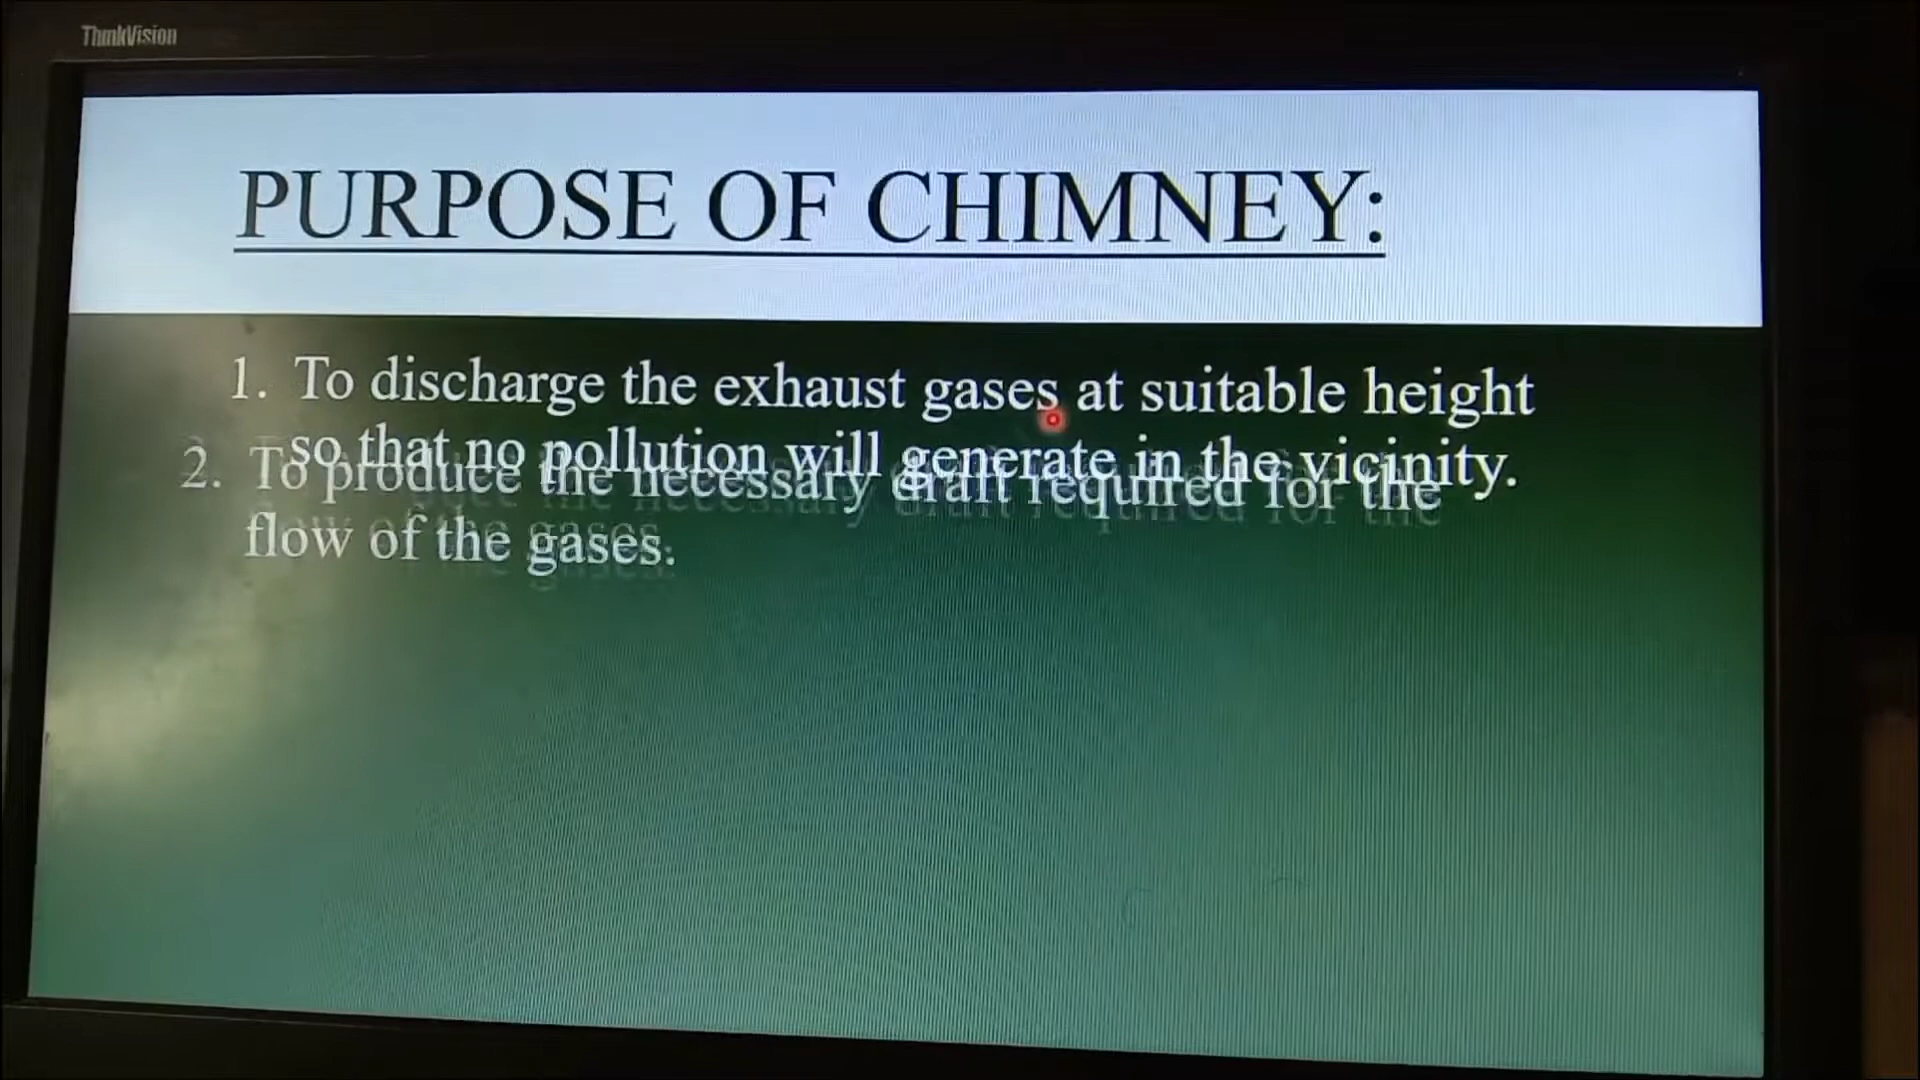 ThinkVision
PURPOSE OF CHIMNEY:
1. To discharge the exhaust gases at suitable height
so that no pollution will generate in the vicinity.
2. To produce the necessary draft required for the
flow of the gases.